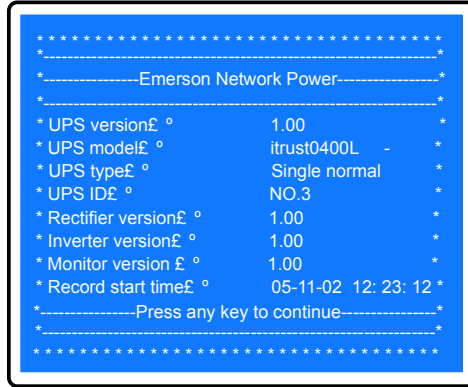 * * * * * * * * * * * * * * * * * * * * * * * * * * * * * * * * * * *
*-----------------------------------------------------------------*
*----------------Emerson Network Power-----------------*
*-----------------------------------------------------------------*
* UPS version£ º 1.00 *
* UPS model£ º itrust0400L - *
* UPS type£ º Single normal *
* UPS ID£ º NO.3 *
* Rectifier version£ º 1.00 *
* Inverter version£ º 1.00 *
* Monitor version £ º 1.00 *
* Record start time£ º 05-11-02 12: 23: 12 *
*----------------Press any key to continue---------------*
*-----------------------------------------------------------------*
* * * * * * * * * * * * * * * * * * * * * * * * * * * * * * * * * * *